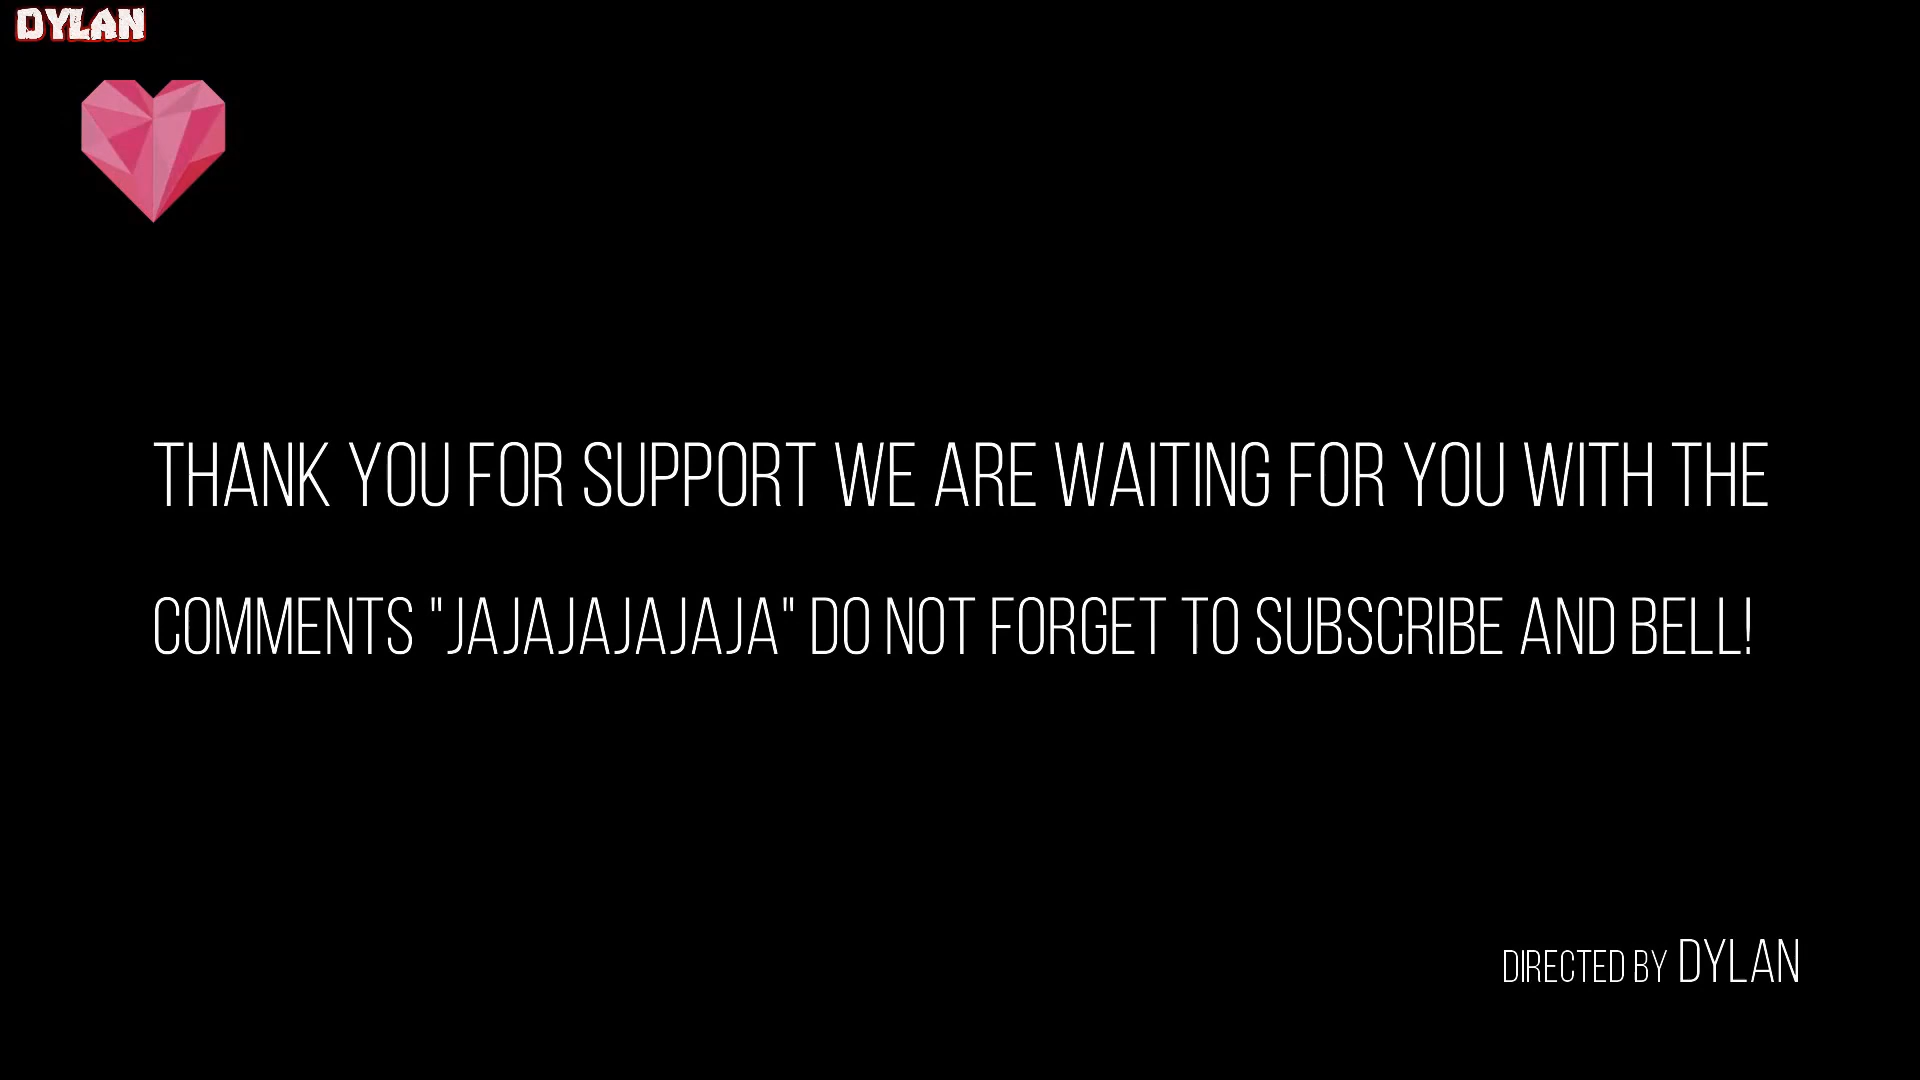 DYLAN
THANK YOU FOR SUPPORT WE ARE WAITING FOR YOU WITH THE
COMMENTS "JAJAJAJAJAJA" DO NOT FORGET TO SUBSCRIBE AND BELL!
DIRECTED BY DYLAN